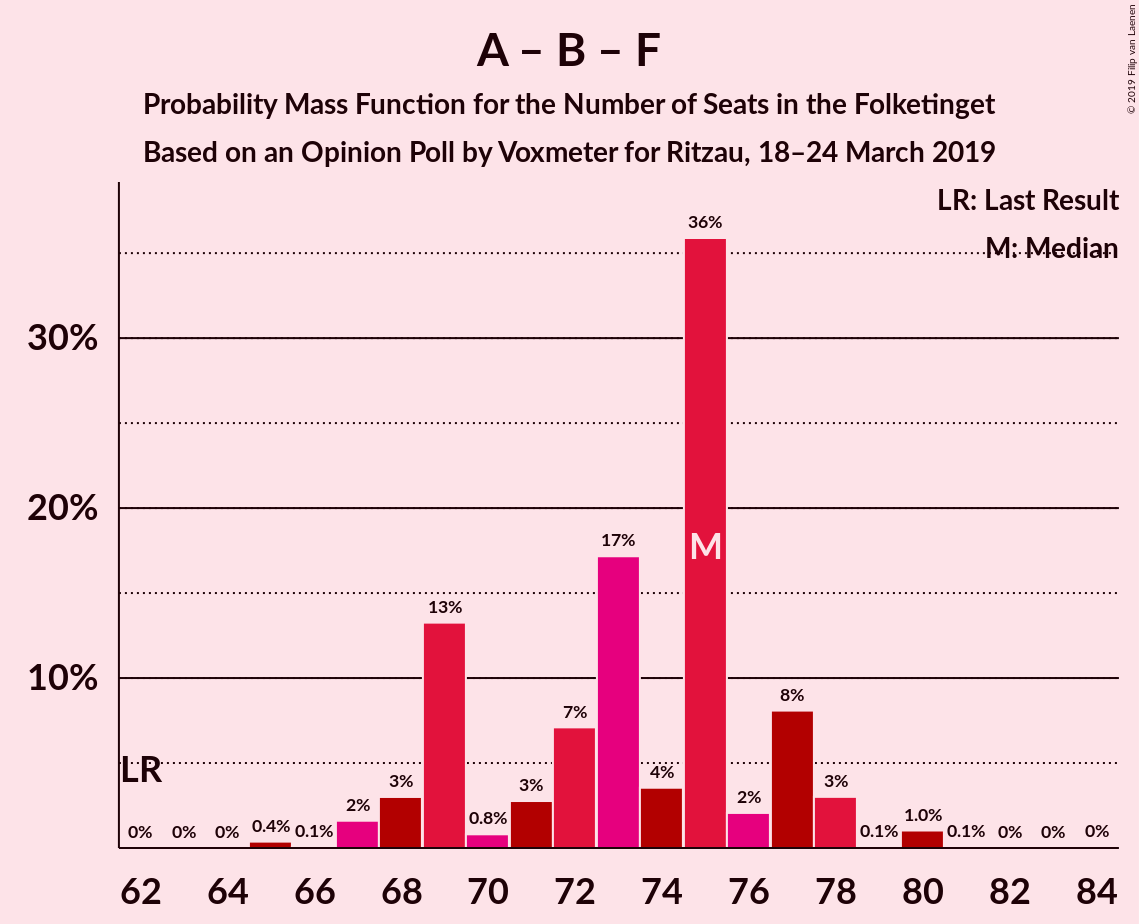 A – B – F
Probability Mass Function for the Number of Seats in the Folketinget
Based on an Opinion Poll by Voxmeter for Ritzau, 18–24 March 2019
© 2019 Filip van Laenen
LR: Last Result
M: Median
30%
20%
10%
LR
M
0% 0% 0% 0.4% 0.1% 2% 3% 13% 0.8% 3% 7% 17% 4% 36% 2% 8% 3% 0.1% 1.0% 0.1% 0% 0% 0%
62 64 66 68 70 72 74 76 78 80 82 84